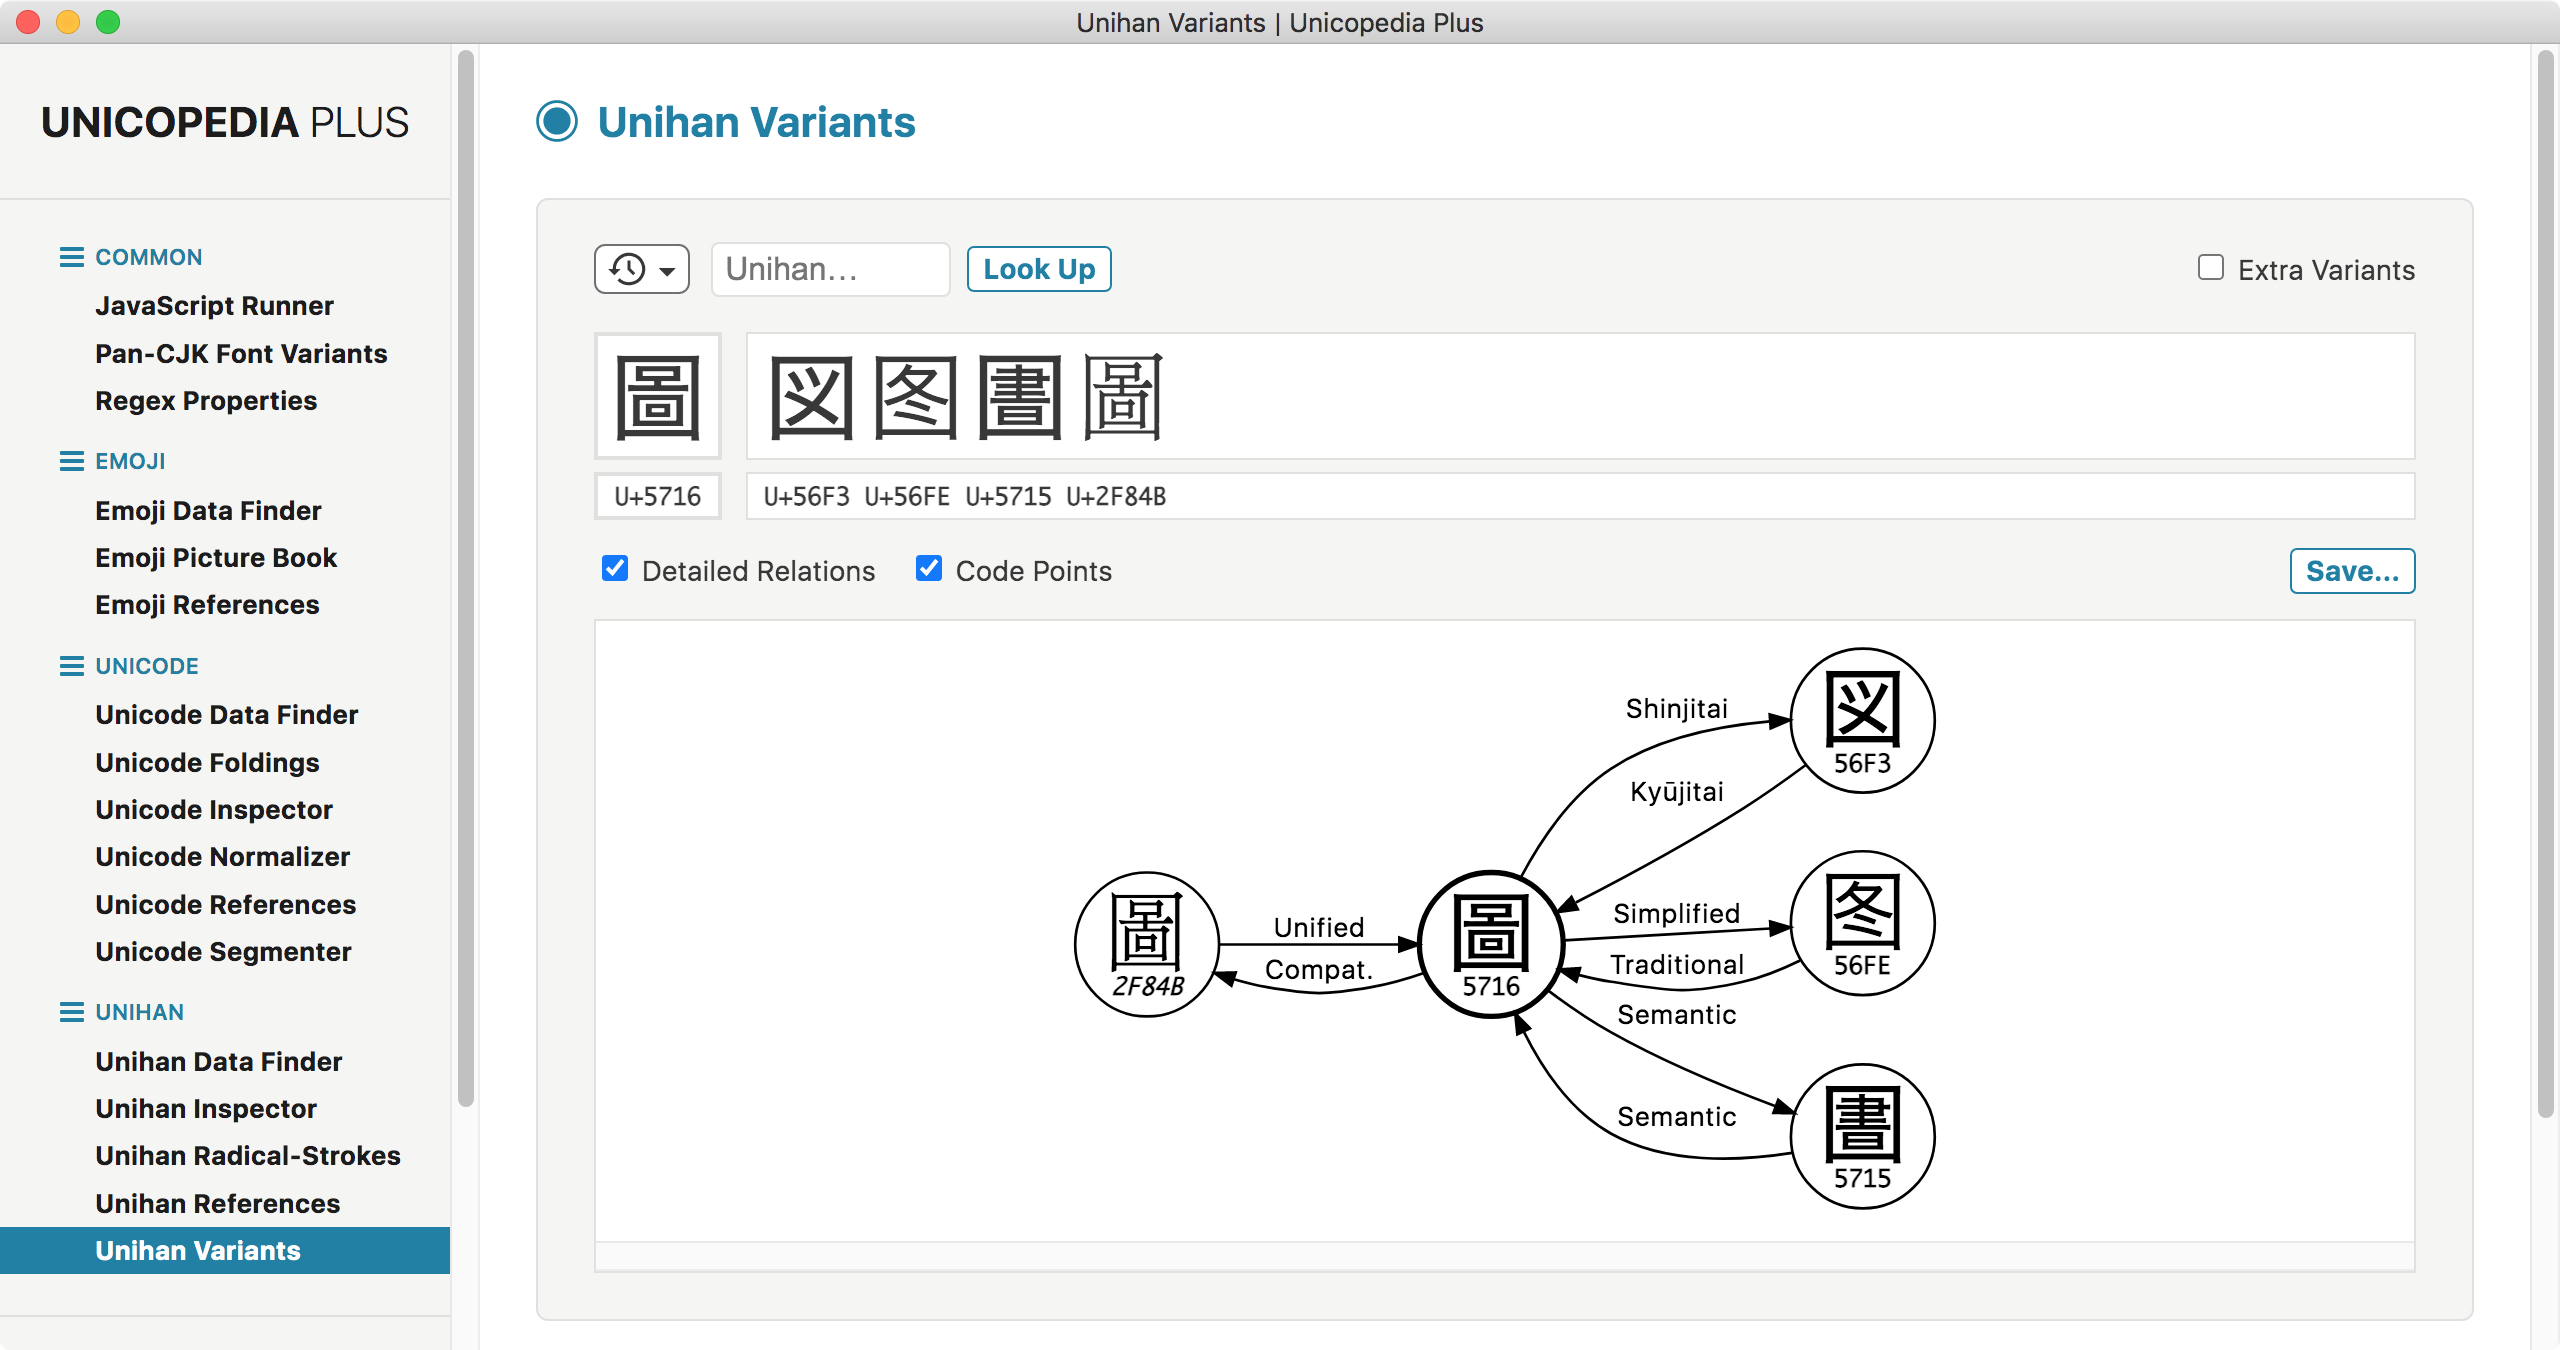 Unihan Variants | Unicopedia Plus
UNICOPEDIA PLUS
COMMON
JavaScript Runner
Pan-CJK Font Variants
Regex Properties
EMOJI
Emoji Data Finder
Emoji Picture Book
Emoji References
UNICODE
Unicode Data Finder
Unicode Foldings
Unicode Inspector
Unicode Normalizer
Unicode References
Unicode Segmenter
UNIHAN
Unihan Data Finder
Unihan Inspector
Unihan Radical-Strokes
Unihan References
Unihan Variants
Unihan Variants
Unihan... Look Up Extra Variants
圖 図 图 圕 圖
U+5716 U+56F3 U+56FE U+5715 U+2F84B
Detailed Relations Code Points Save...
Shinjitai
図
56F3
Kyūjitai
圖
2F84B
Unified
Compat.
圖
5716
Simplified
Traditional
图
56FE
Semantic
Semantic
圕
5715